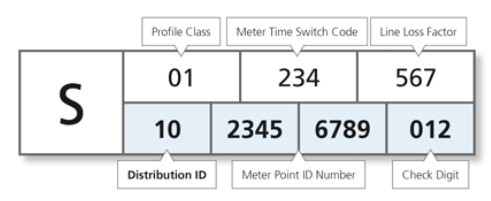 Profile Class Meter Time Switch Code Line Loss Factor
S 01 234 567
10 2345 6789 012
Distribution ID Meter Point ID Number Check Digit